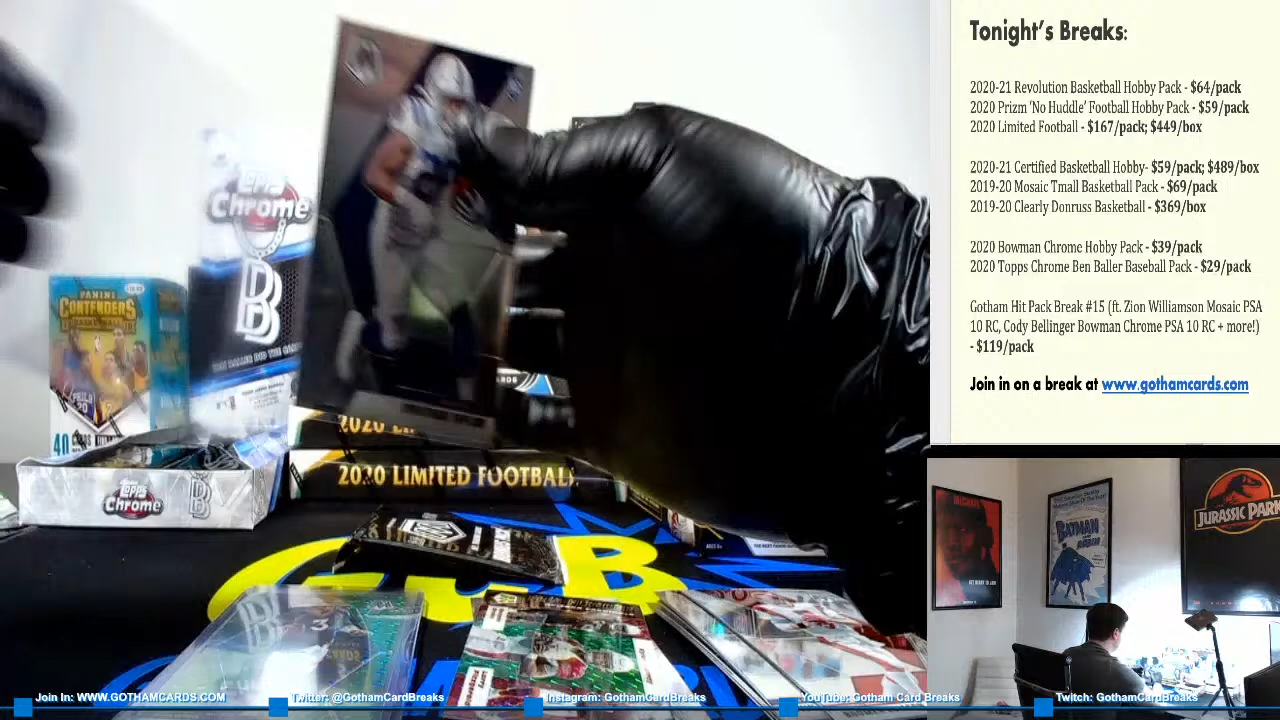 Tonight's Breaks:
2020-21 Revolution Basketball Hobby Pack - $64/pack
2020 Prizm 'No Huddle' Football Hobby Pack - $59/pack
2020 Limited Football - $167/pack; $449/box
2020-21 Certified Basketball Hobby- $59/pack; $489/box
2019-20 Mosaic Tmall Basketball Pack - $69/pack
2019-20 Clearly Donruss Basketball - $369/box
2020 Bowman Chrome Hobby Pack - $39/pack
2020 Topps Chrome Ben Baller Baseball Pack - $29/pack
Gotham Hit Pack Break #15 (ft. Zion Williamson Mosaic PSA
10 RC, Cody Bellinger Bowman Chrome PSA 10 RC + more!)
- $119/pack
Join in on a break at www.gothamcards.com
Topps
Chrome
PANINI
CONTENDERS
BASKETBALL
40
2020
2020 LIMITED FOOTBALL
Topps
Chrome
B
BATMAN
JURASSIC PARK
Join In: WWW.GOTHAMCARDS.COM
Twitter: @GothamCardBreaks
Instagram: GothamCardBreaks
YouTube: Gotham Card Breaks
Twitch: GothamCardBreaks